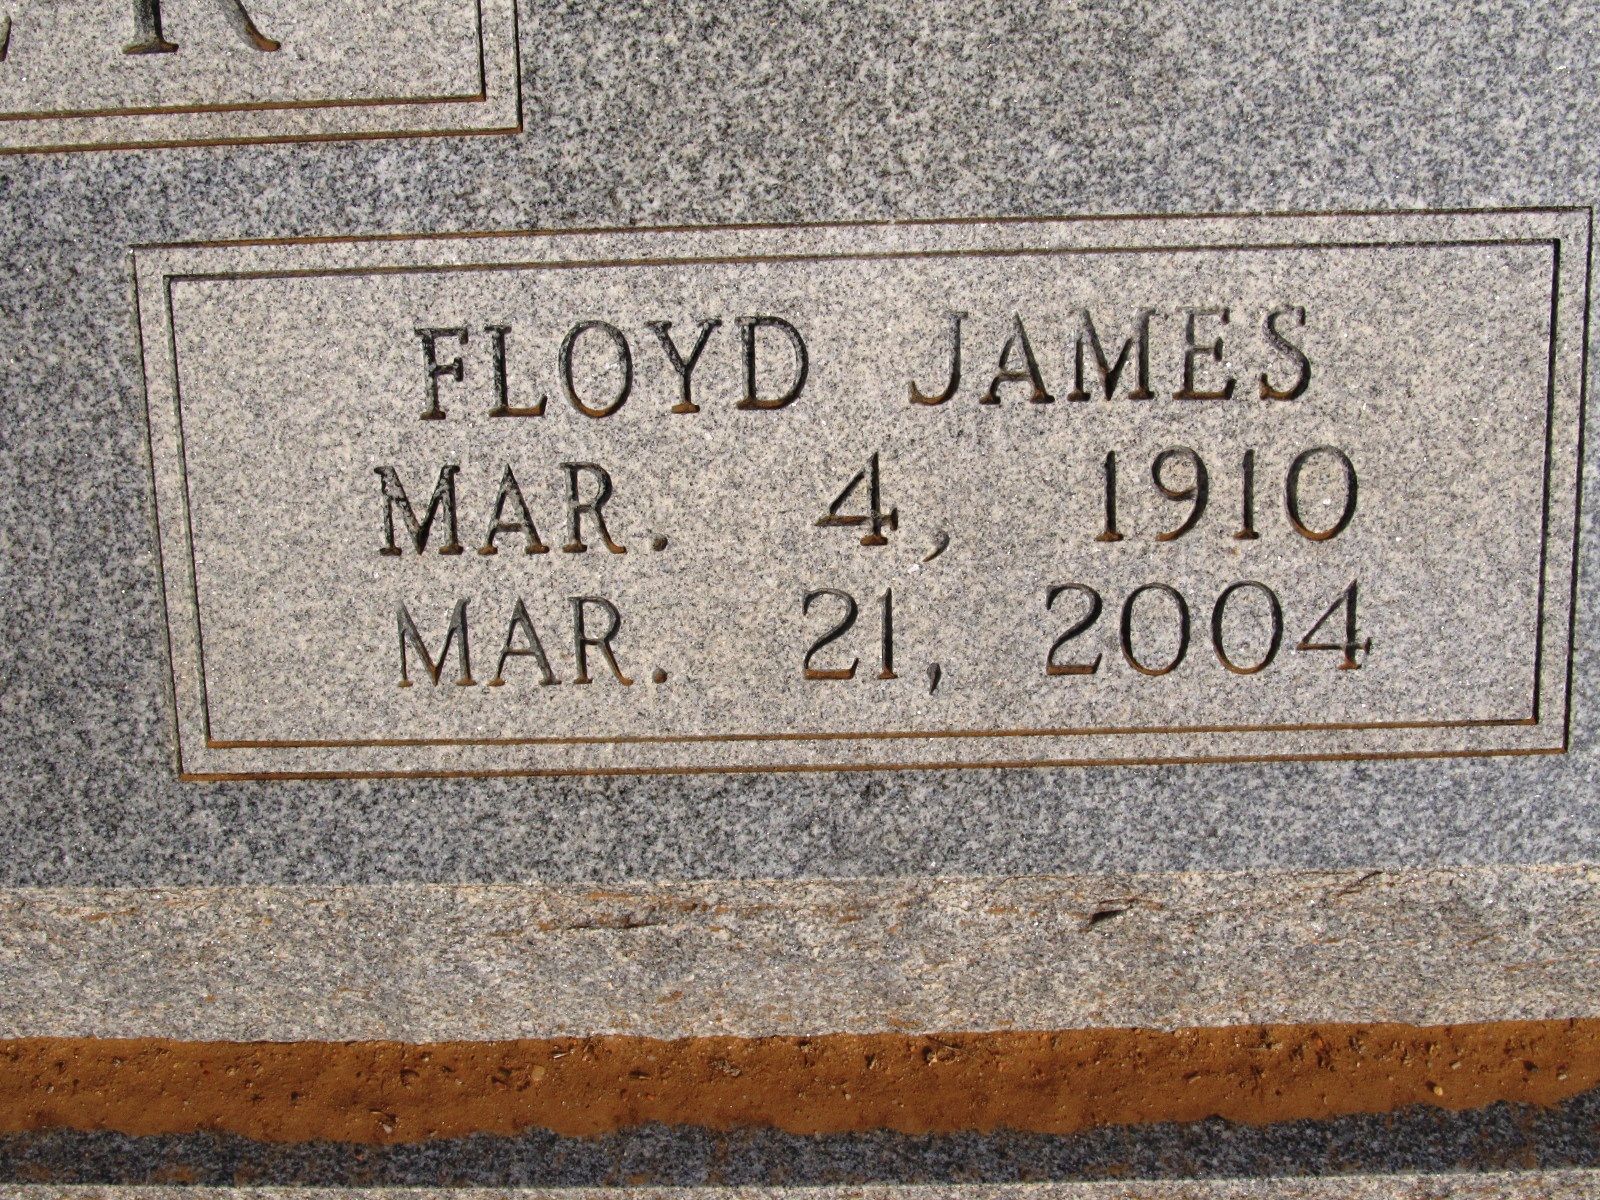 FLOYD JAMES
MAR. 4, 1910
MAR. 21, 2004